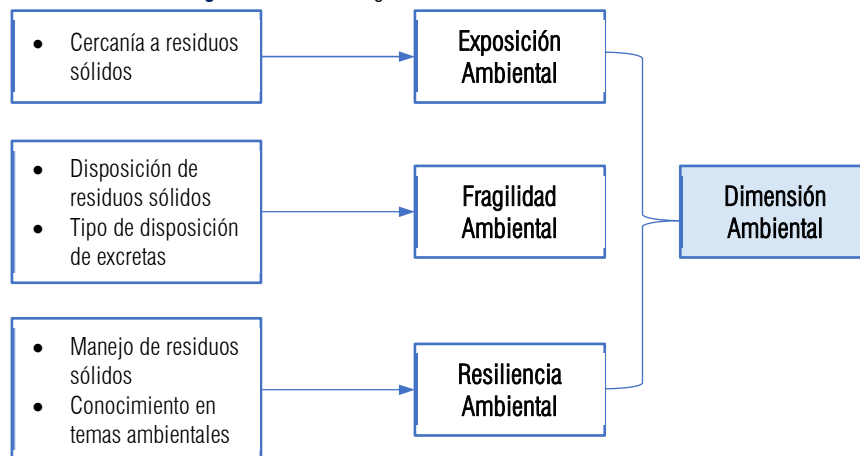 • Cercanía a residuos
sólidos
Exposición
Ambiental
• Disposición de
residuos sólidos
• Tipo de disposición
de excretas
Fragilidad
Ambiental
Dimensión
Ambiental
• Manejo de residuos
sólidos
• Conocimiento en
temas ambientales
Resiliencia
Ambiental